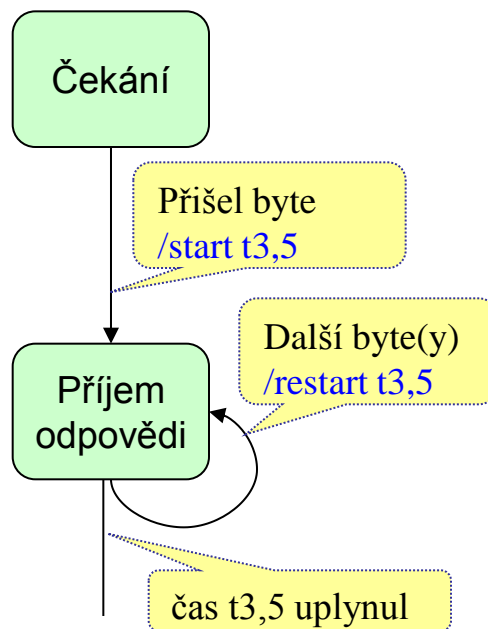 Čekání
Přišel byte
/start t3,5
Další byte(y)
/restart t3,5
Příjem
odpovědi
čas t3,5 uplynul